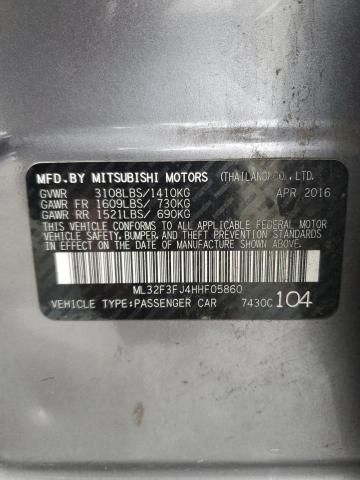 MFD.BY MITSUBISHI MOTORS (THAILAND) CO., LTD.
GVWR 3108LBS/1410KG APR 2016
GAWR FR 1609LBS/ 730KG
GAWR RR 1521LBS/ 690KG
THIS VEHICLE CONFORMS TO ALL APPLICABLE FEDERAL MOTOR
VEHICLE SAFETY, BUMPER, AND THEFT PREVENTION STANDARDS
IN EFFECT ON THE DATE OF MANUFACTURE SHOWN ABOVE.
ML32F3FJ4HHF05860
VEHICLE TYPE:PASSENGER CAR 7430C 104